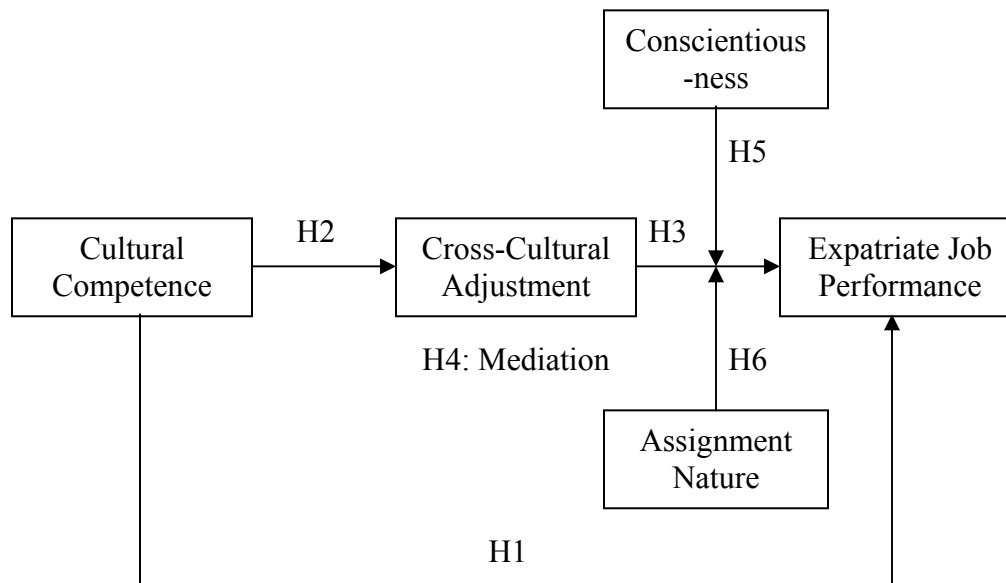 Conscientious
-ness
H5
H2
H3
Cultural
Competence
Cross-Cultural
Adjustment
Expatriate Job
Performance
H4: Mediation
H6
Assignment
Nature
H1